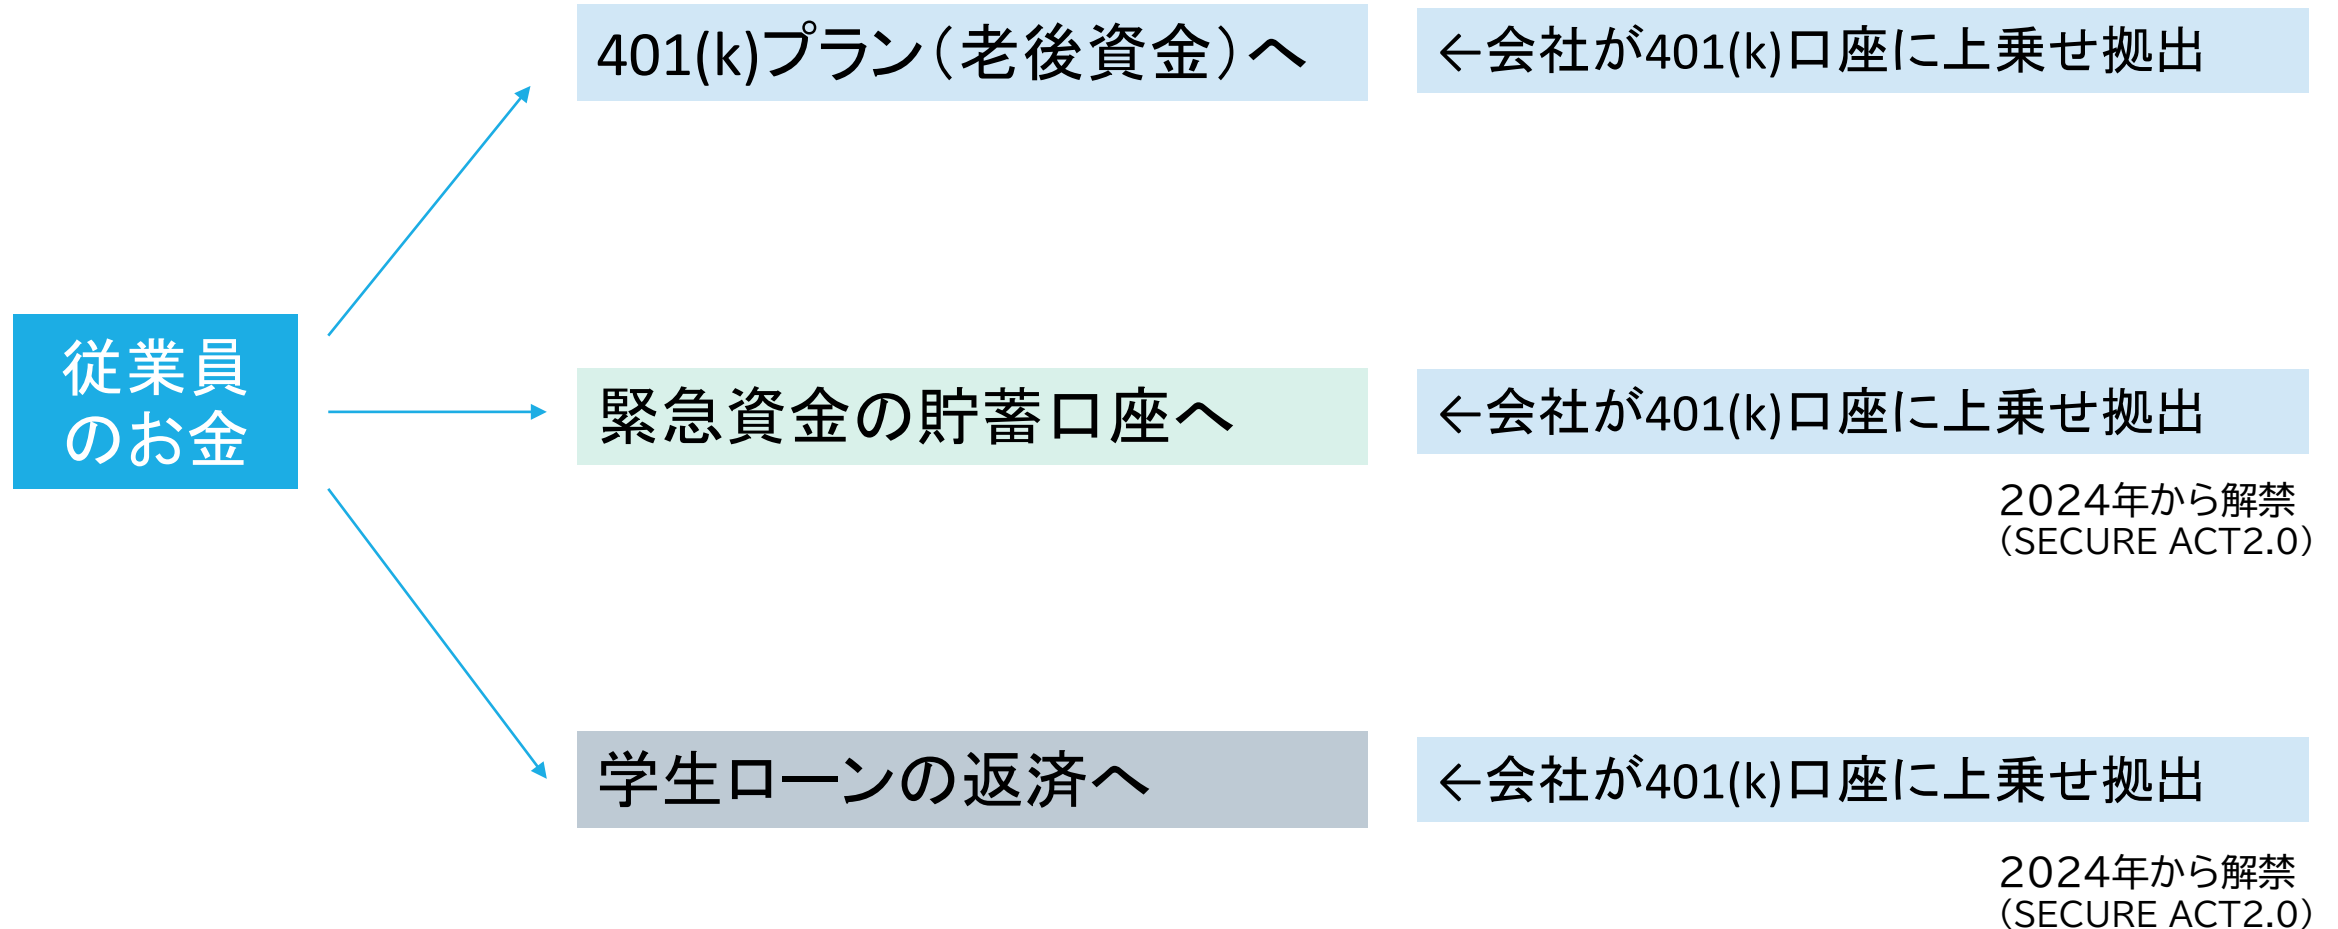 401(k)プラン（老後資金）へ
←会社が401(k)口座に上乗せ拠出
従業員
のお金
緊急資金の貯蓄口座へ
←会社が401(k)口座に上乗せ拠出
2024年から解禁
（SECURE ACT2.0）
学生ローンの返済へ
←会社が401(k)口座に上乗せ拠出
2024年から解禁
（SECURE ACT2.0）